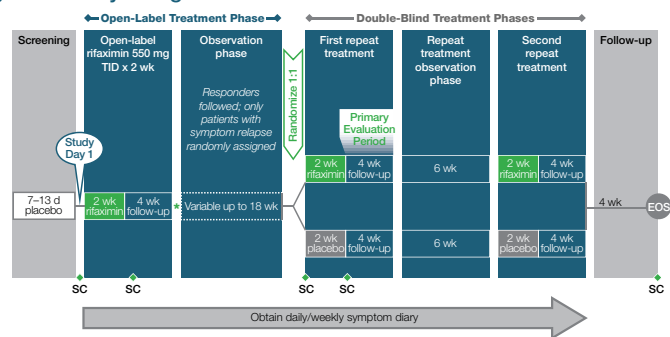 Open-Label Treatment Phase
Double-Blind Treatment Phases
Screening
Open-label
rifaximin 550 mg
TID x 2 wk
Observation
phase
Responders
followed; only
patients with
symptom relapse
randomly assigned
Randomize 1:1
First repeat
treatment
Primary
Evaluation
Period
Repeat
treatment
observation
phase
Second
repeat
treatment
Follow-up
Study
Day 1
7–13 d
placebo
2 wk
rifaximin
4 wk
follow-up
Variable up to 18 wk
2 wk
rifaximin
4 wk
follow-up
6 wk
2 wk
rifaximin
4 wk
follow-up
2 wk
placebo
4 wk
follow-up
6 wk
2 wk
placebo
4 wk
follow-up
4 wk
EOS
SC
SC
SC
SC
SC
Obtain daily/weekly symptom diary